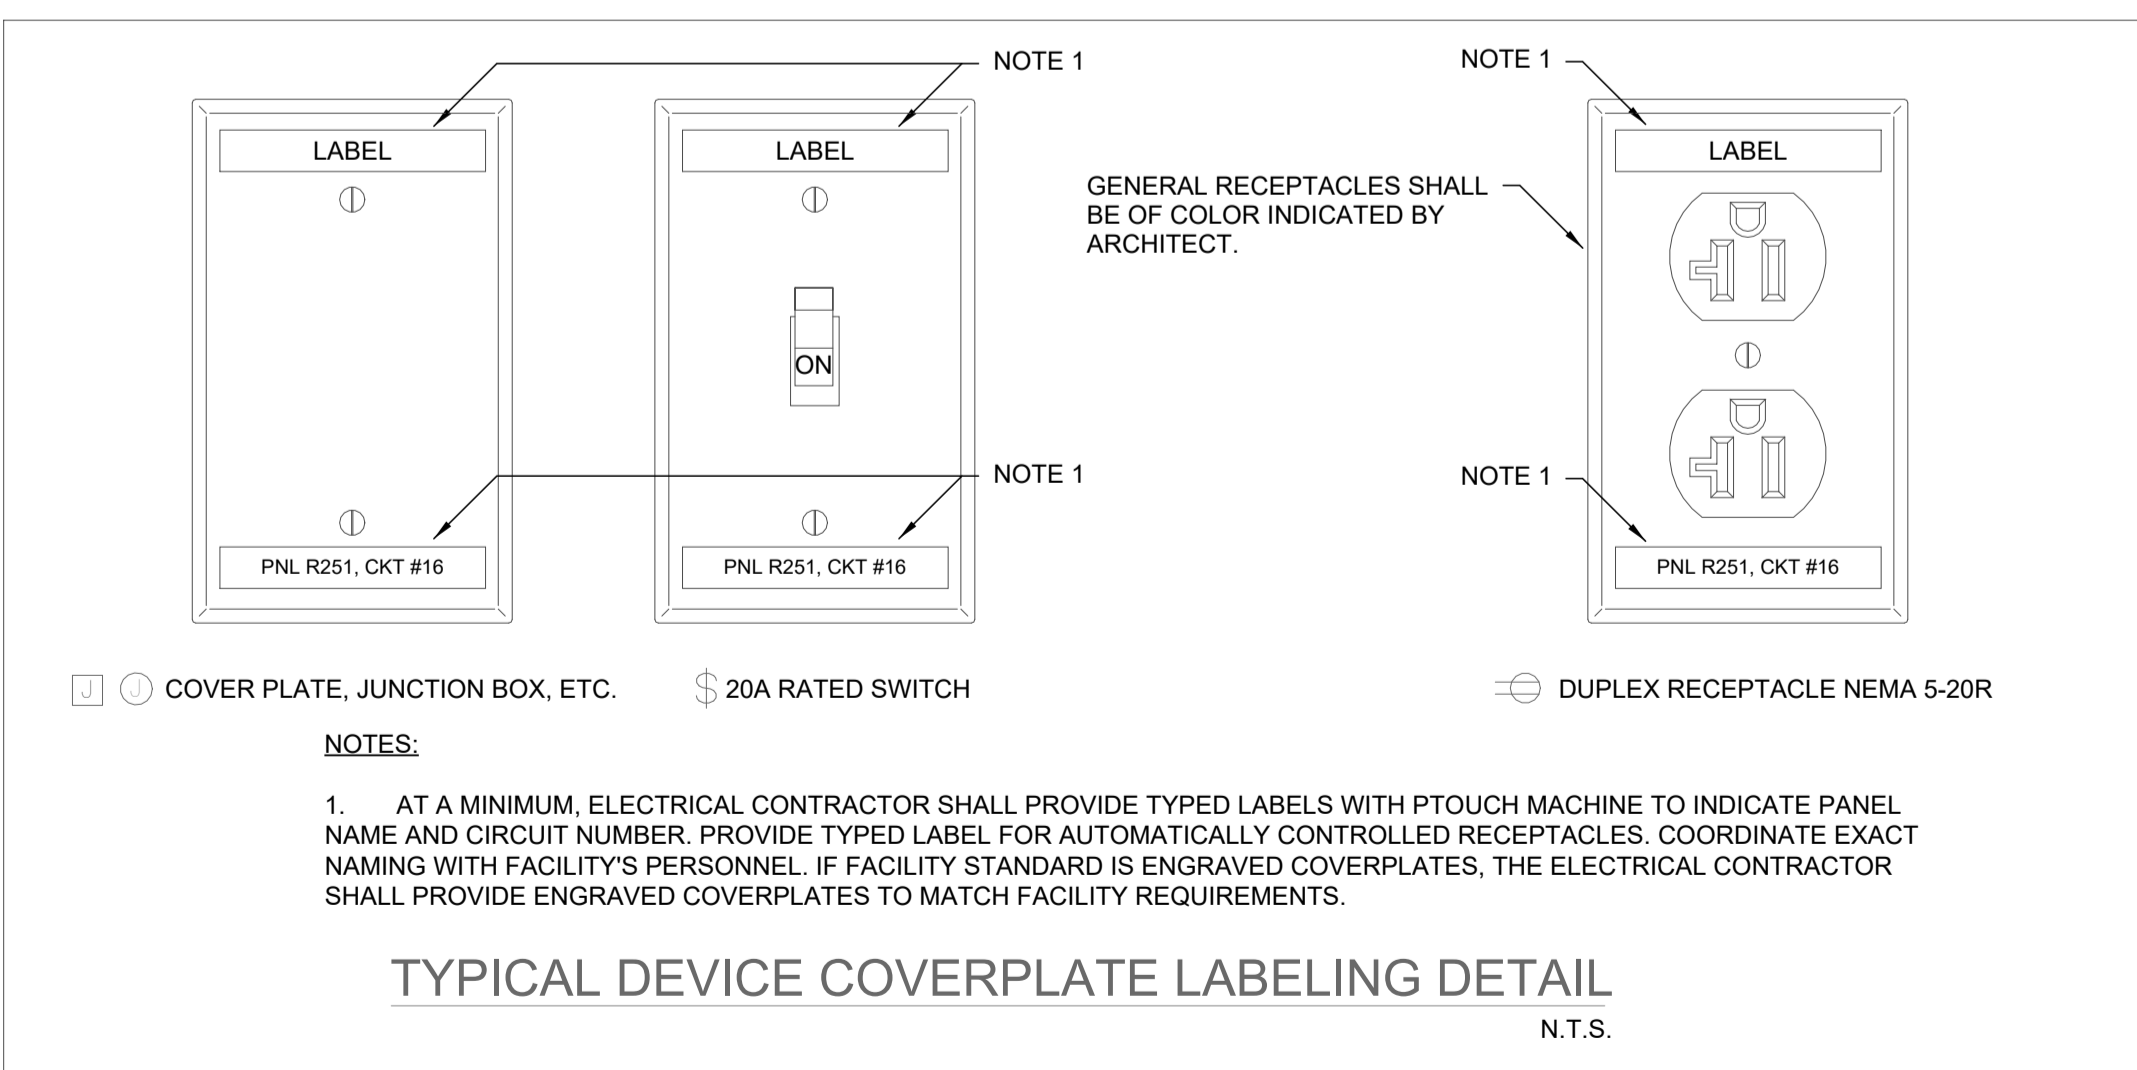 NOTE 1
NOTE 1
LABEL
LABEL
LABEL
GENERAL RECEPTACLES SHALL
BE OF COLOR INDICATED BY
ARCHITECT.
ON
NOTE 1
NOTE 1
PNL R251, CKT #16
PNL R251, CKT #16
PNL R251, CKT #16
J J COVER PLATE, JUNCTION BOX, ETC.
$ 20A RATED SWITCH
DUPLEX RECEPTACLE NEMA 5-20R
NOTES:
1. AT A MINIMUM, ELECTRICAL CONTRACTOR SHALL PROVIDE TYPED LABELS WITH PTOUCH MACHINE TO INDICATE PANEL
NAME AND CIRCUIT NUMBER. PROVIDE TYPED LABEL FOR AUTOMATICALLY CONTROLLED RECEPTACLES. COORDINATE EXACT
NAMING WITH FACILITY'S PERSONNEL. IF FACILITY STANDARD IS ENGRAVED COVERPLATES, THE ELECTRICAL CONTRACTOR
SHALL PROVIDE ENGRAVED COVERPLATES TO MATCH FACILITY REQUIREMENTS.
TYPICAL DEVICE COVERPLATE LABELING DETAIL
N.T.S.